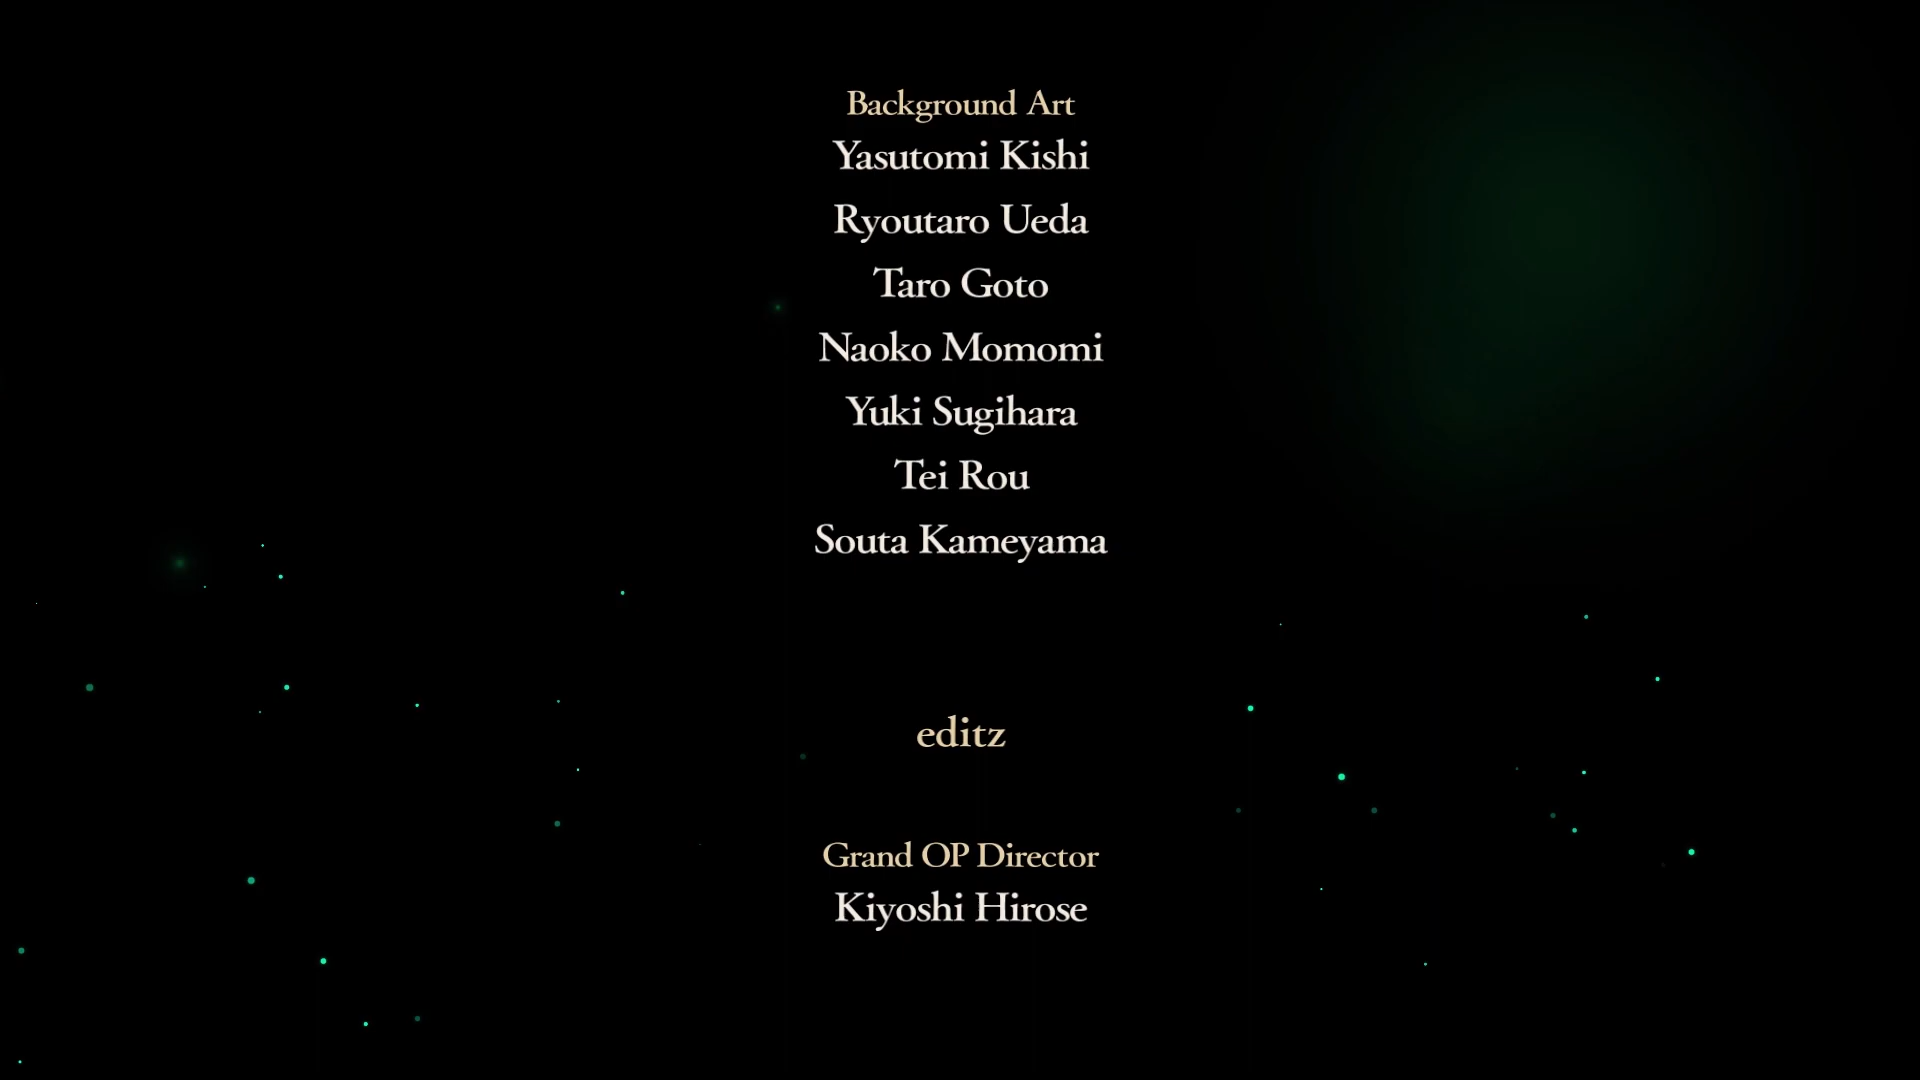 Background Art
Yasutomi Kishi
Ryoutaro Ueda
Taro Goto
Naoko Momomi
Yuki Sugihara
Tei Rou
Souta Kameyama
editz
Grand OP Director
Kiyoshi Hirose